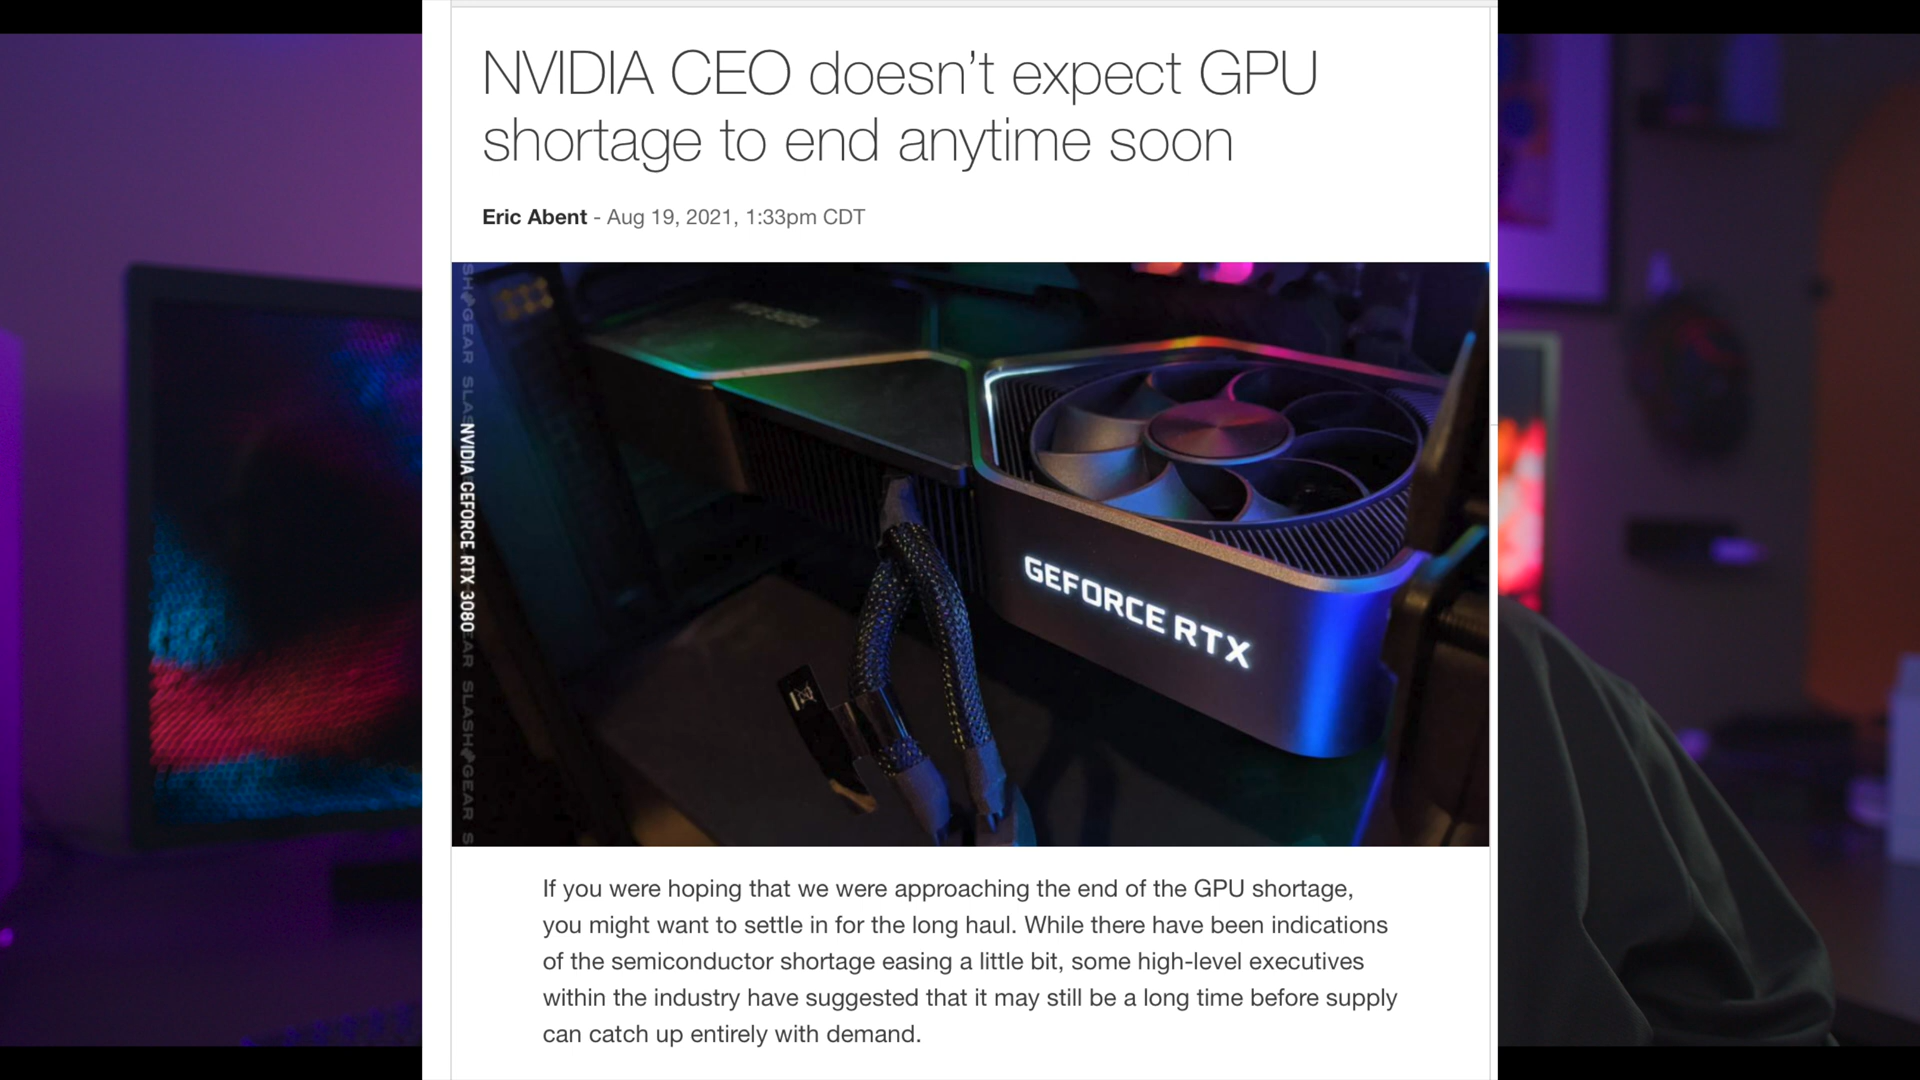 NVIDIA CEO doesn’t expect GPU
shortage to end anytime soon
Eric Abent - Aug 19, 2021, 1:33pm CDT
SLASHGEAR
NVIDIA GEFORCE RTX 3080
SLASHGEAR
GEFORCE RTX
If you were hoping that we were approaching the end of the GPU shortage,
you might want to settle in for the long haul. While there have been indications
of the semiconductor shortage easing a little bit, some high-level executives
within the industry have suggested that it may still be a long time before supply
can catch up entirely with demand.